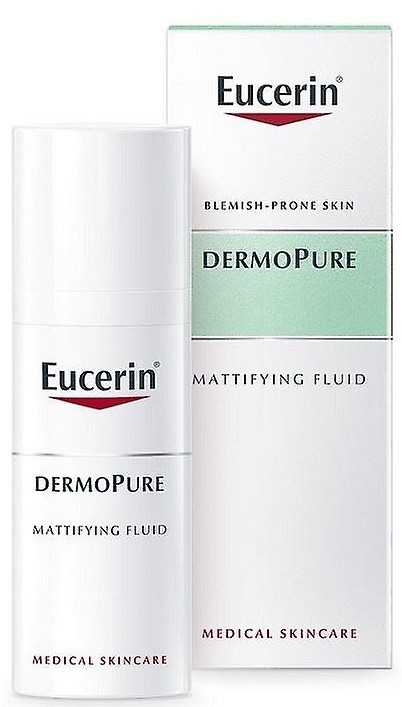 Eucerin®
BLEMISH-PRONE SKIN
DERMOPURE
MATTIFYING FLUID
MEDICAL SKINCARE
Eucerin®
DERMOPURE
MATTIFYING FLUID
MEDICAL SKINCARE